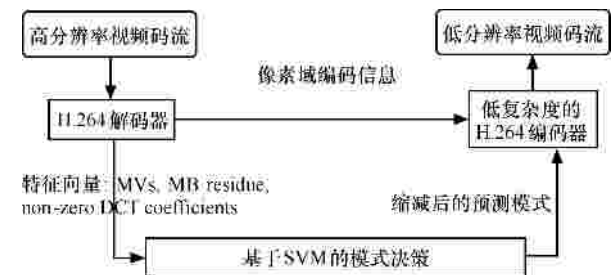 高分辨率视频码流
低分辨率视频码流
像素域编码信息
H.264解码器
低复杂度的
H.264编码器
特征向量: MVs, MB residue,
non-zero DCT coefficients
缩减后的预测模式
基于SVM的模式决策